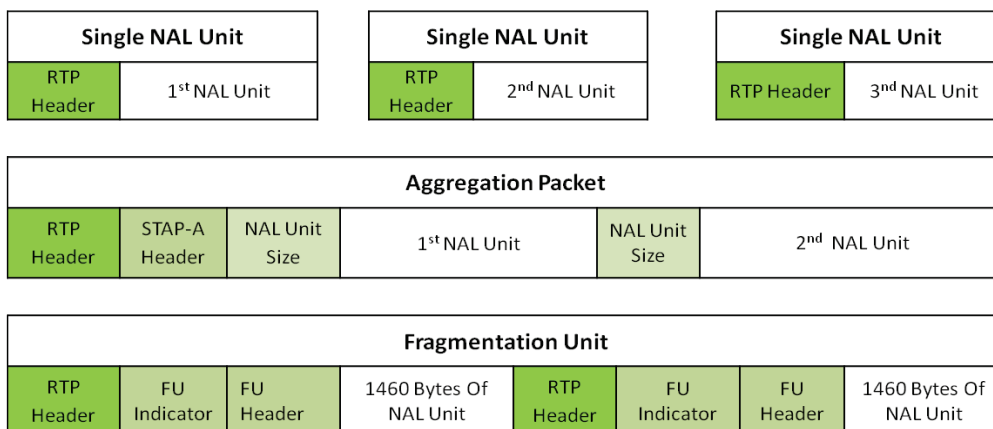 Single NAL Unit Single NAL Unit Single NAL Unit
RTP Header 1st NAL Unit RTP Header 2nd NAL Unit RTP Header 3nd NAL Unit
Aggregation Packet
RTP Header STAP-A Header NAL Unit Size 1st NAL Unit NAL Unit Size 2nd NAL Unit
Fragmentation Unit
RTP Header FU Indicator FU Header 1460 Bytes Of NAL Unit RTP Header FU Indicator FU Header 1460 Bytes Of NAL Unit